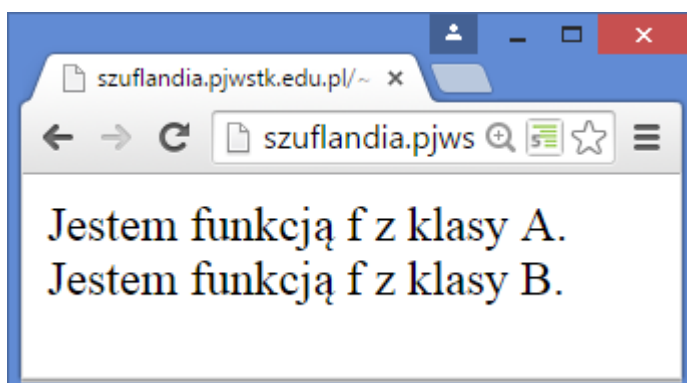 szuflandia.pjwstk.edu.pl/~
szuflandia.pjws
Jestem funkcją f z klasy A.
Jestem funkcją f z klasy B.